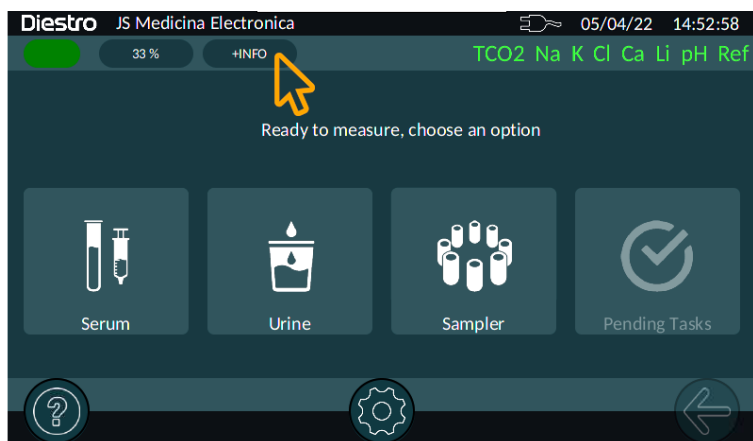 Diestro JS Medicina Electronica 05/04/22 14:52:58
33 % +INFO TCO2 Na K Cl Ca Li pH Ref
Ready to measure, choose an option
Serum Urine Sampler Pending Tasks
?